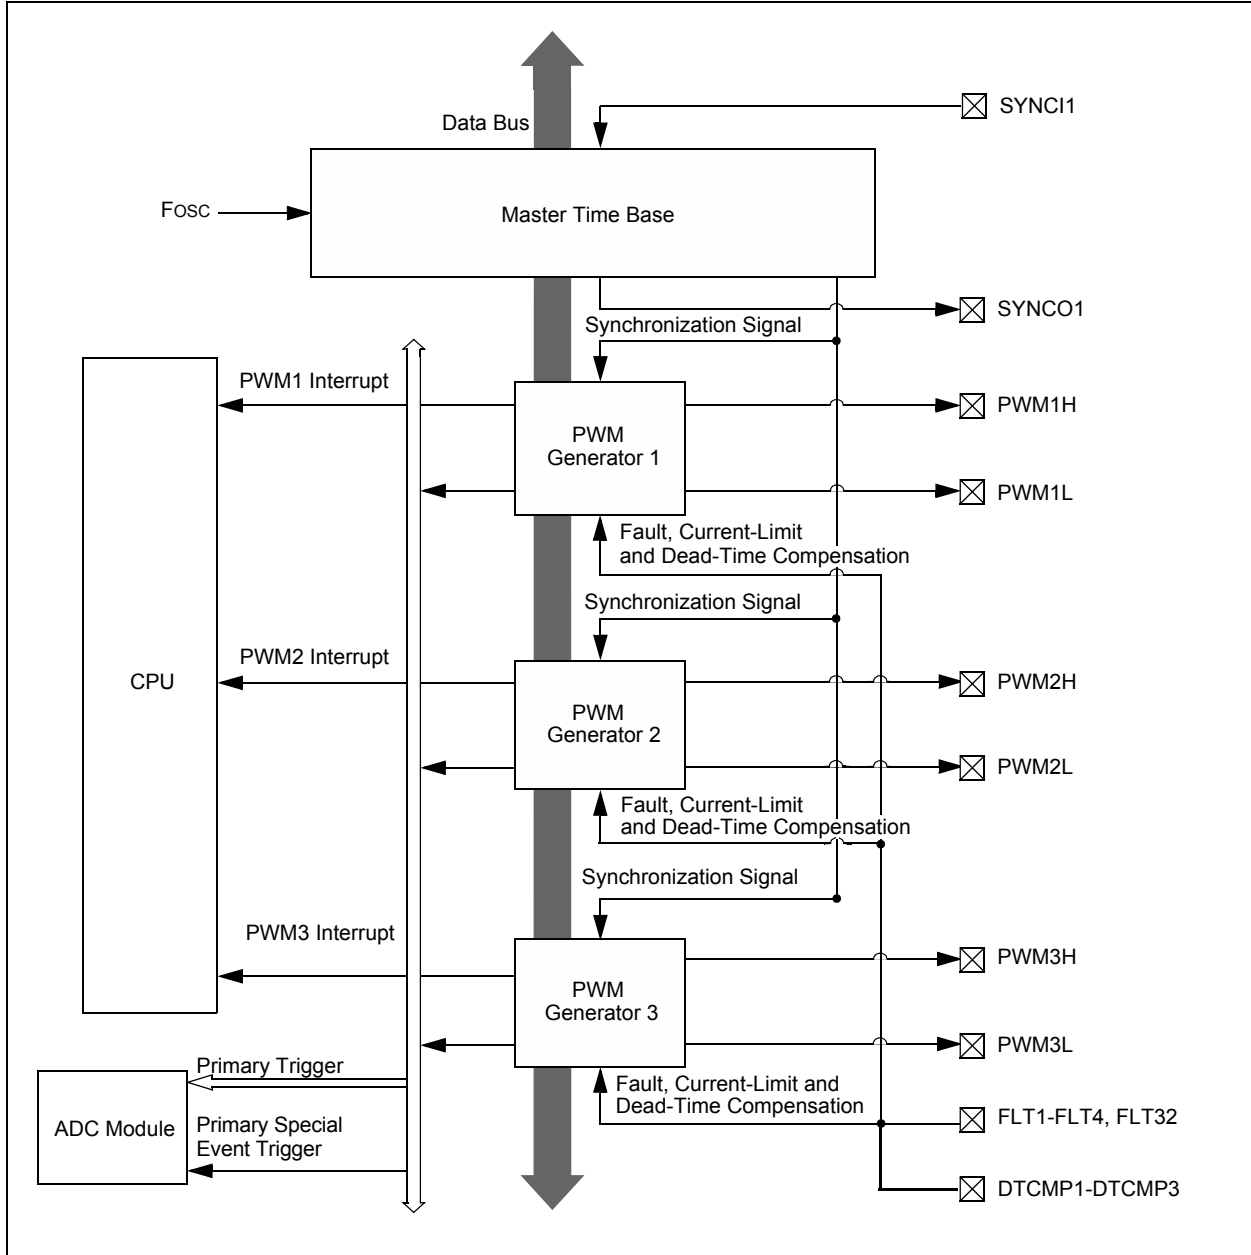 SYNCI1
Data Bus
Fosc
Master Time Base
SYNCO1
Synchronization Signal
PWM1 Interrupt
PWM1H
PWM
Generator 1
PWM1L
Fault, Current-Limit
and Dead-Time Compensation
Synchronization Signal
PWM2 Interrupt
CPU
PWM2H
PWM
Generator 2
PWM2L
Fault, Current-Limit
and Dead-Time Compensation
Synchronization Signal
PWM3 Interrupt
PWM3H
PWM
Generator 3
PWM3L
Primary Trigger
Fault, Current-Limit and
Dead-Time Compensation
ADC Module
Primary Special
Event Trigger
FLT1-FLT4, FLT32
DTCMP1-DTCMP3